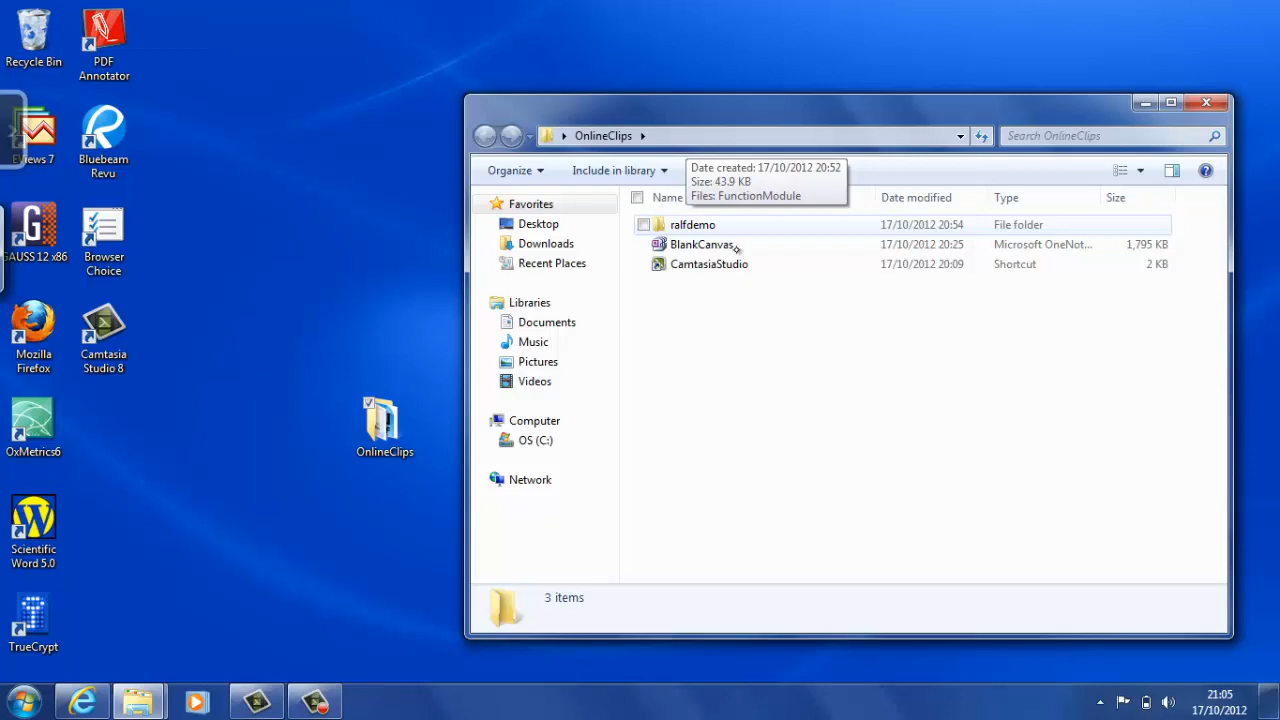 Recycle Bin
PDF
Annotator
EViews 7
Bluebeam
Revu
GAUSS 12 x86
Browser
Choice
Mozilla
Firefox
Camtasia
Studio 8
OxMetrics6
Scientific
Word 5.0
TrueCrypt
OnlineClips
OnlineClips
Search OnlineClips
Organize
Include in library
Date created: 17/10/2012 20:52
Size: 43.9 KB
Files: FunctionModule
Name
Date modified
Type
Size
Favorites
Desktop
Downloads
Recent Places
Libraries
Documents
Music
Pictures
Videos
Computer
OS (C:)
Network
ralfdemo 17/10/2012 20:54 File folder
BlankCanvas 17/10/2012 20:25 Microsoft OneNot... 1,795 KB
CamtasiaStudio 17/10/2012 20:09 Shortcut 2 KB
3 items
21:05
17/10/2012